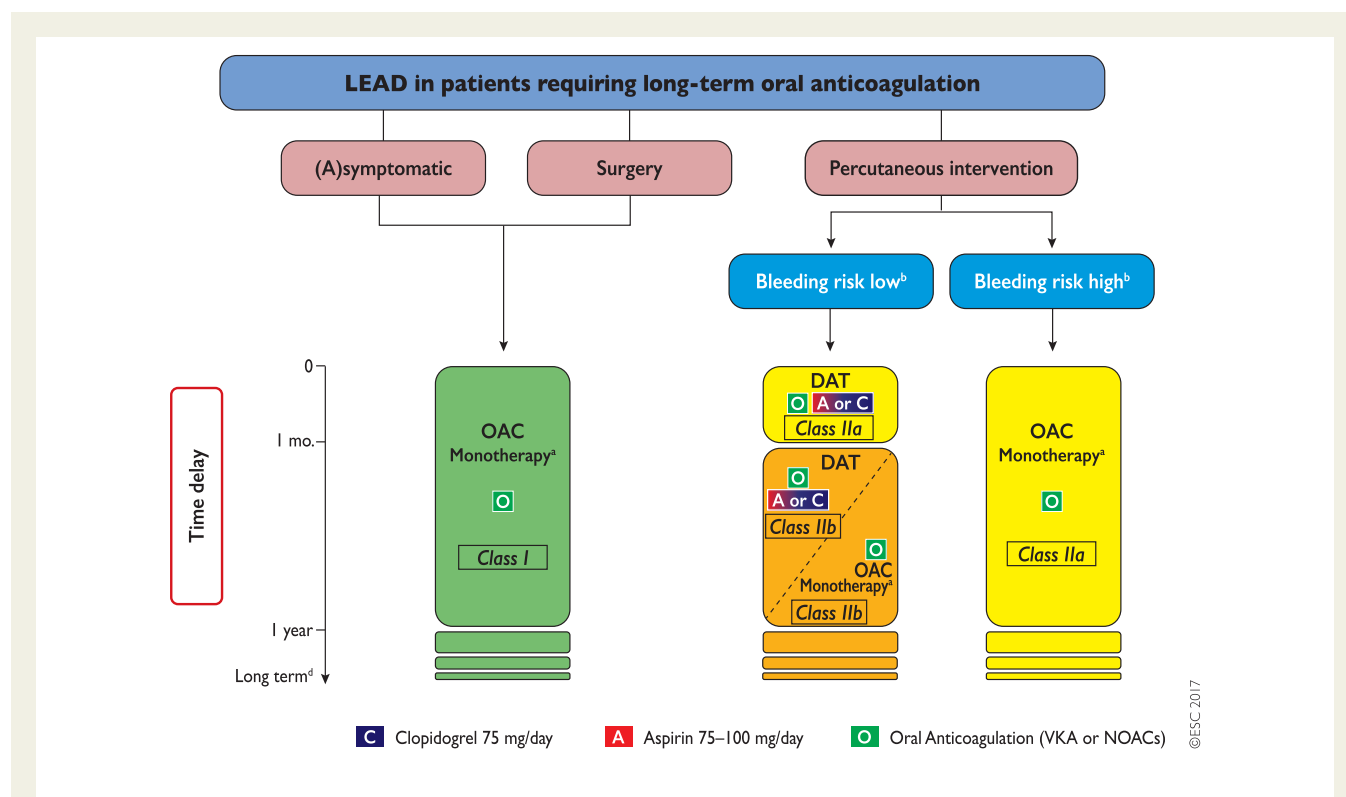 LEAD in patients requiring long-term oral anticoagulation
(A)symptomatic
Surgery
Percutaneous intervention
Bleeding risk lowᵇ
Bleeding risk highᵇ
Time delay
0
1 mo.
1 year
Long termᵈ
OAC
Monotherapyᵃ
O
Class I
DAT
O A or C
Class IIa
DAT
O
A or C
Class IIb
O
OAC
Monotherapyᵃ
Class IIb
OAC
Monotherapyᵃ
O
Class IIa
C Clopidogrel 75 mg/day
A Aspirin 75–100 mg/day
O Oral Anticoagulation (VKA or NOACs)
©ESC 2017